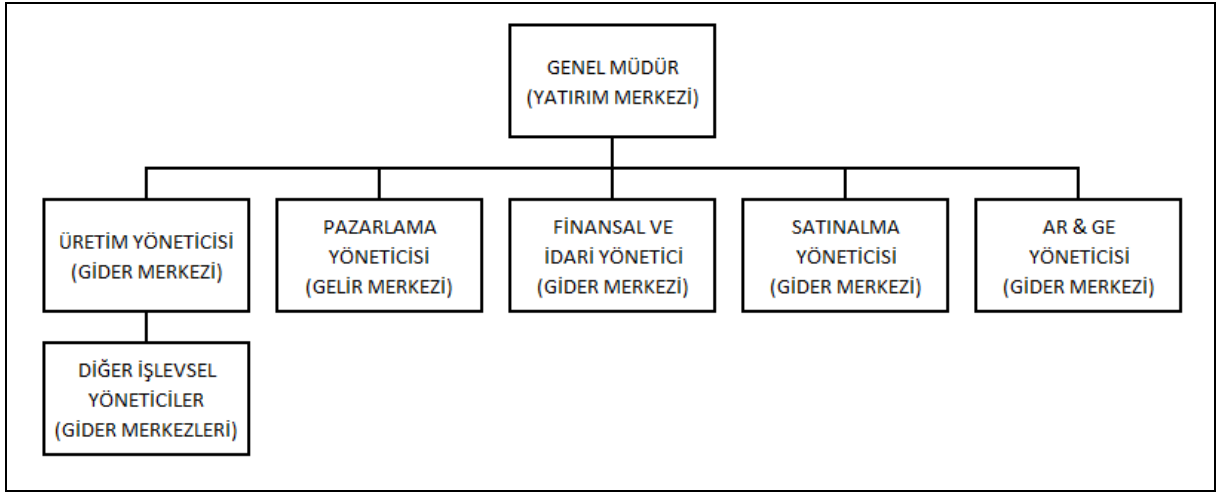 GENEL MÜDÜR
(YATIRIM MERKEZİ)
ÜRETİM YÖNETİCİSİ
(GİDER MERKEZİ)
PAZARLAMA
YÖNETİCİSİ
(GELİR MERKEZİ)
FİNANSAL VE
İDARİ YÖNETİCİ
(GİDER MERKEZİ)
SATINALMA
YÖNETİCİSİ
(GİDER MERKEZİ)
AR & GE
YÖNETİCİSİ
(GİDER MERKEZİ)
DİĞER İŞLEVSEL
YÖNETİCİLER
(GİDER MERKEZLERİ)